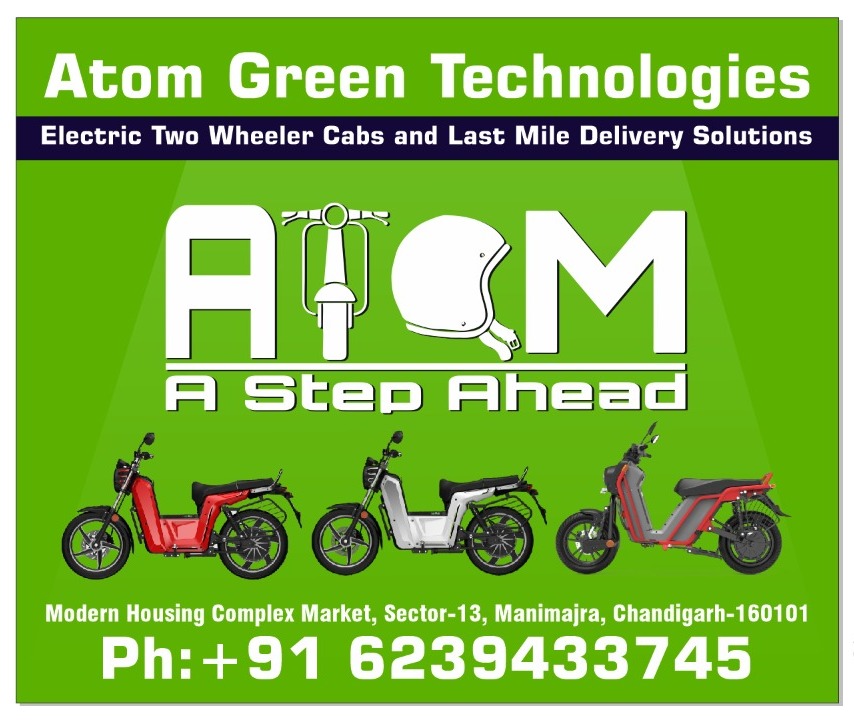 Atom Green Technologies
Electric Two Wheeler Cabs and Last Mile Delivery Solutions
ATOM
A Step Ahead
Modern Housing Complex Market, Sector-13, Manimajra, Chandigarh-160101
Ph:+91 6239433745